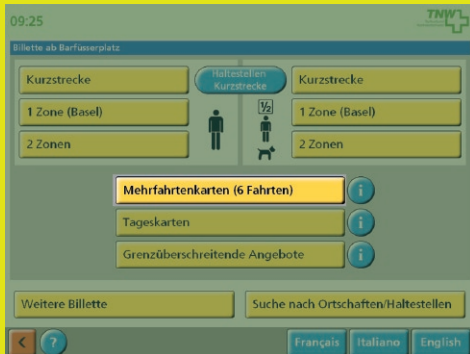 09:25
TNW
Billette ab Barfüsserplatz
Kurzstrecke
Haltestellen
Kurzstrecke
Kurzstrecke
1 Zone (Basel)
1/2
1 Zone (Basel)
2 Zonen
2 Zonen
Mehrfahrtenkarten (6 Fahrten)
i
Tageskarten
i
Grenzüberschreitende Angebote
i
Weitere Billette
Suche nach Ortschaften/Haltestellen
<
?
Français
Italiano
English